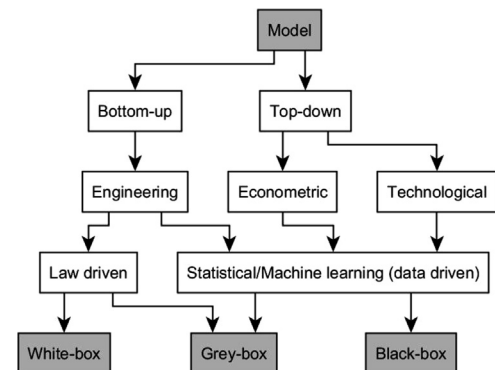 Model
Bottom-up
Top-down
Engineering
Econometric
Technological
Law driven
Statistical/Machine learning (data driven)
White-box
Grey-box
Black-box